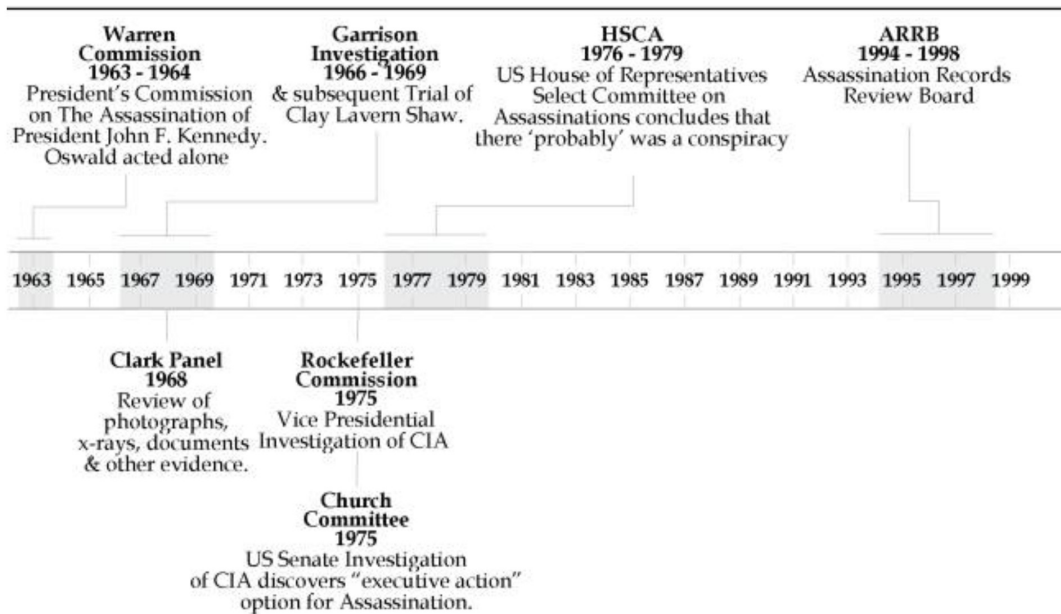 Warren
Commission
1963 - 1964
President's Commission
on The Assassination of
President John F. Kennedy.
Oswald acted alone
Garrison
Investigation
1966 - 1969
& subsequent Trial of
Clay Lavern Shaw.
HSCA
1976 - 1979
US House of Representatives
Select Committee on
Assassinations concludes that
there 'probably' was a conspiracy
ARRB
1994 - 1998
Assassination Records
Review Board
1963 1965 1967 1969 1971 1973 1975 1977 1979 1981 1983 1985 1987 1989 1991 1993 1995 1997 1999
Clark Panel
1968
Review of
photographs,
x-rays, documents
& other evidence.
Rockefeller
Commission
1975
Vice Presidential
Investigation of CIA
Church
Committee
1975
US Senate Investigation
of CIA discovers "executive action"
option for Assassination.